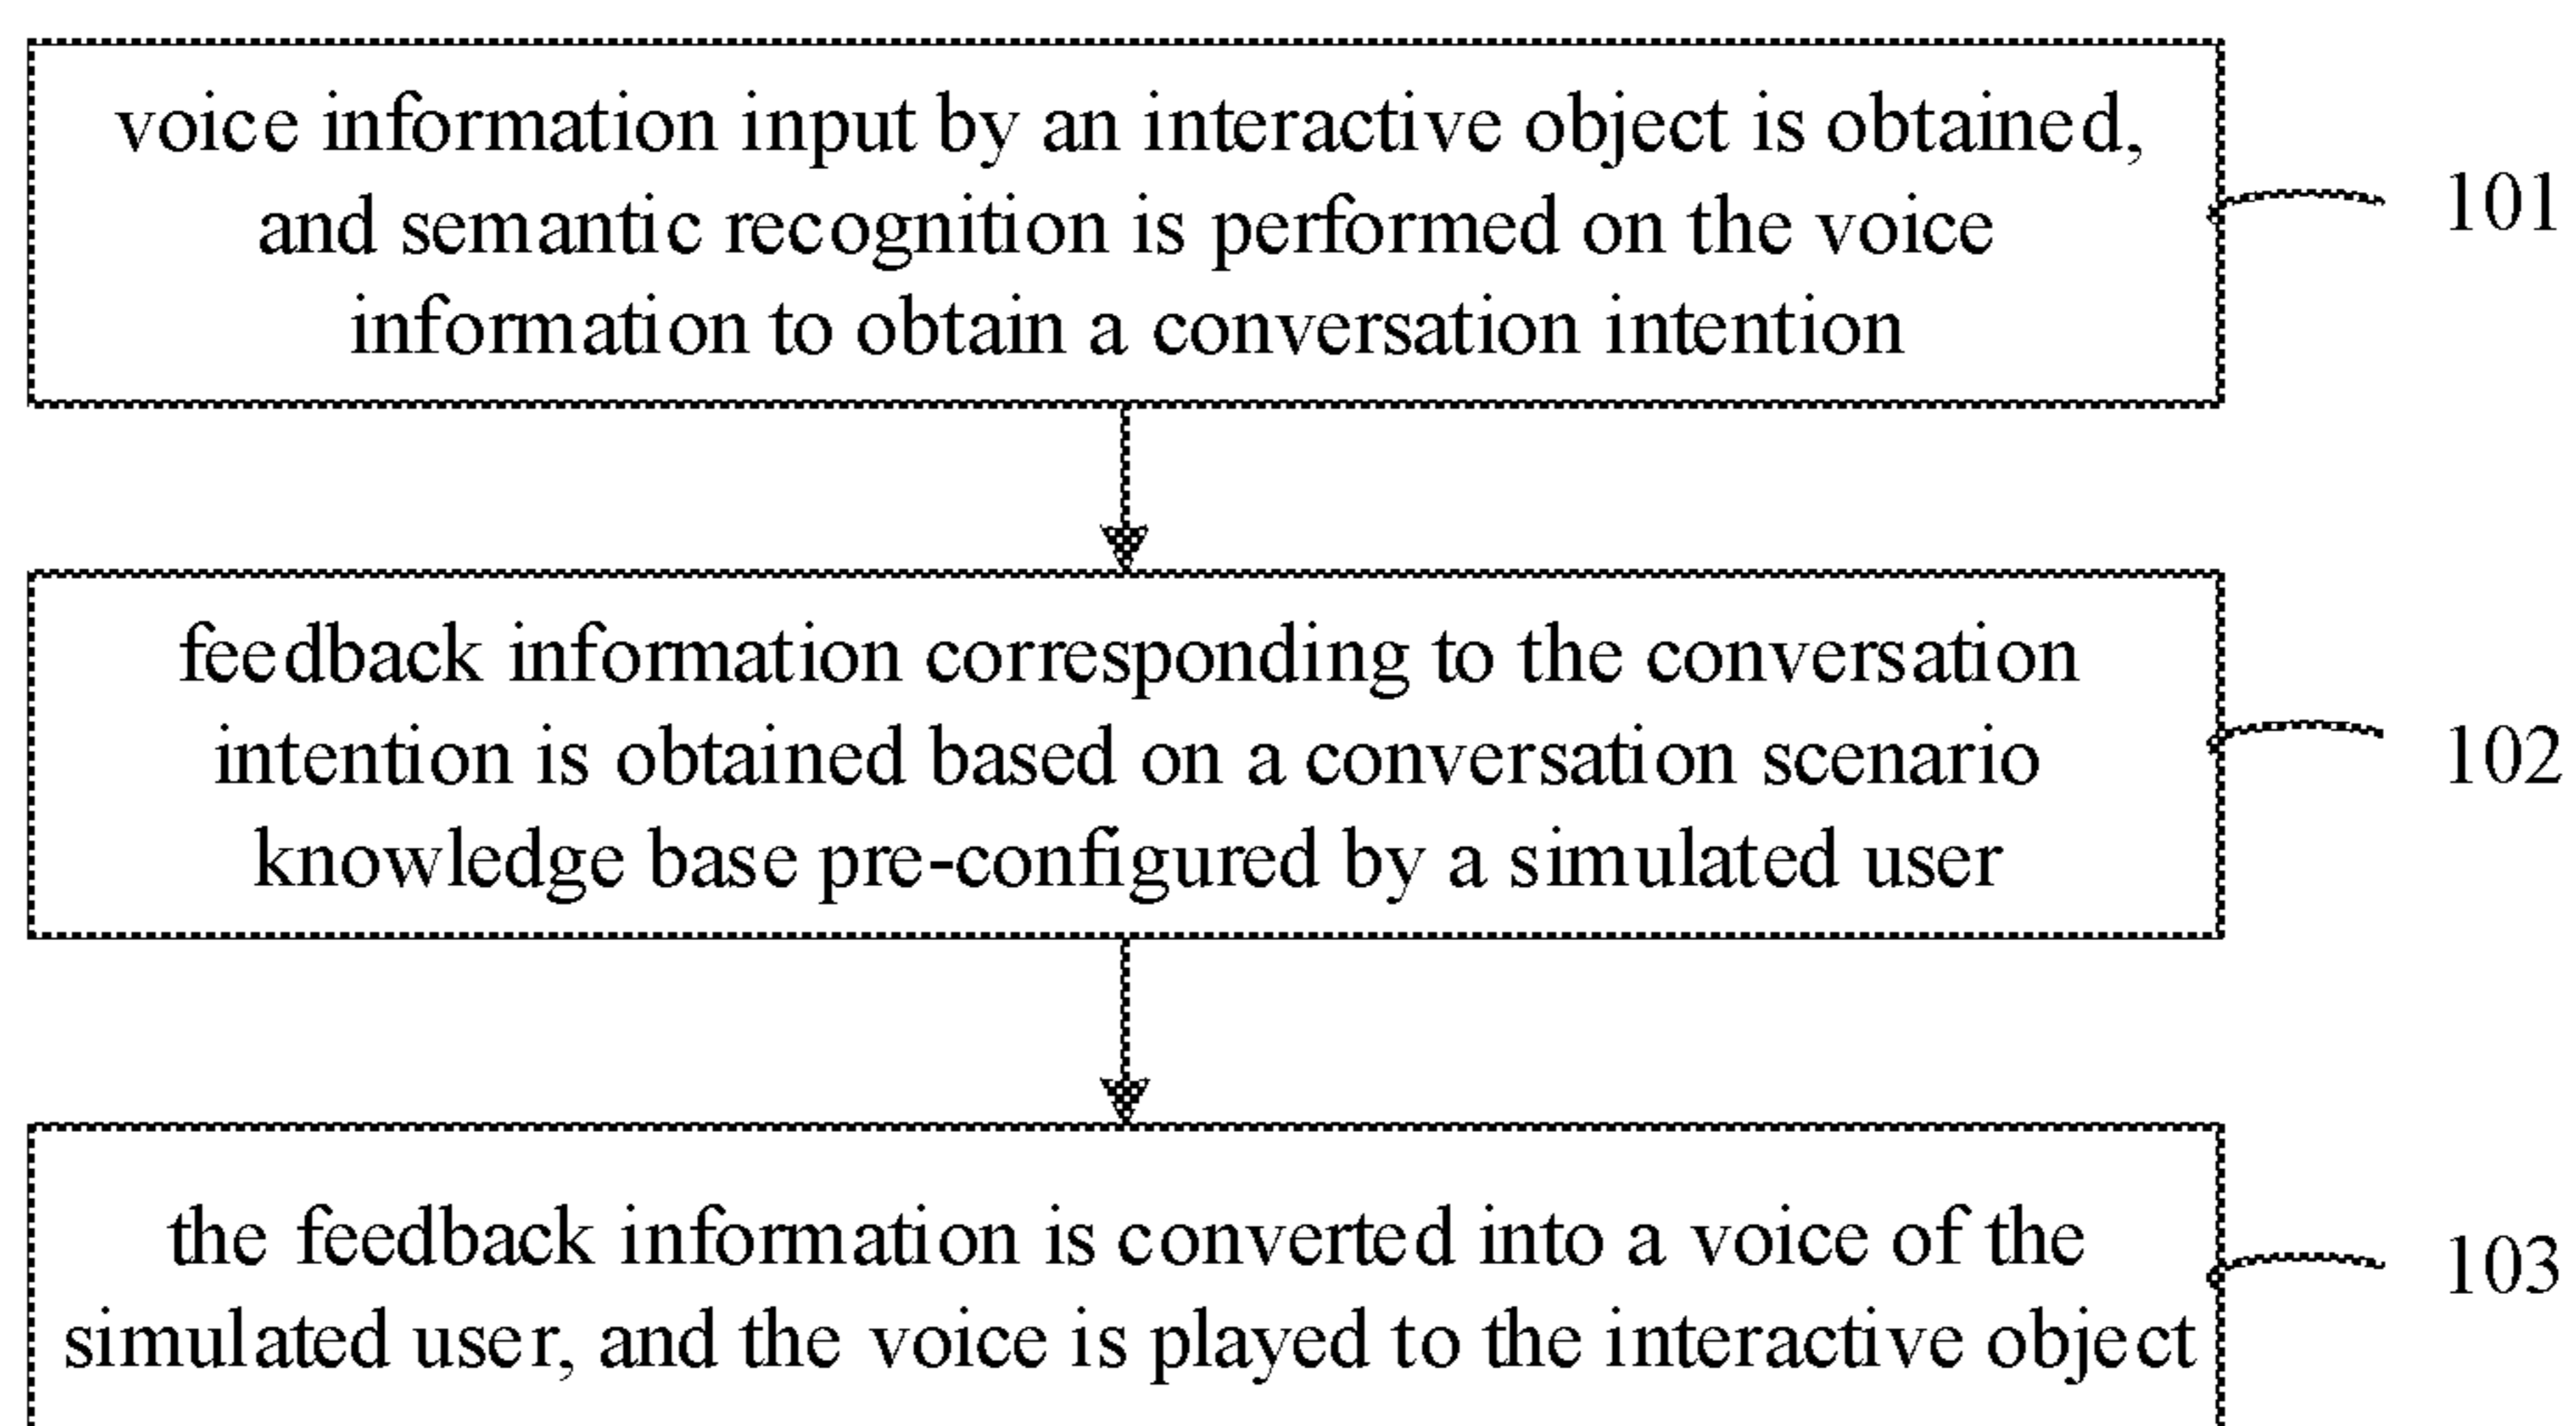 voice information input by an interactive object is obtained,
and semantic recognition is performed on the voice
information to obtain a conversation intention
101
feedback information corresponding to the conversation
intention is obtained based on a conversation scenario
knowledge base pre-configured by a simulated user
102
the feedback information is converted into a voice of the
simulated user, and the voice is played to the interactive object
103